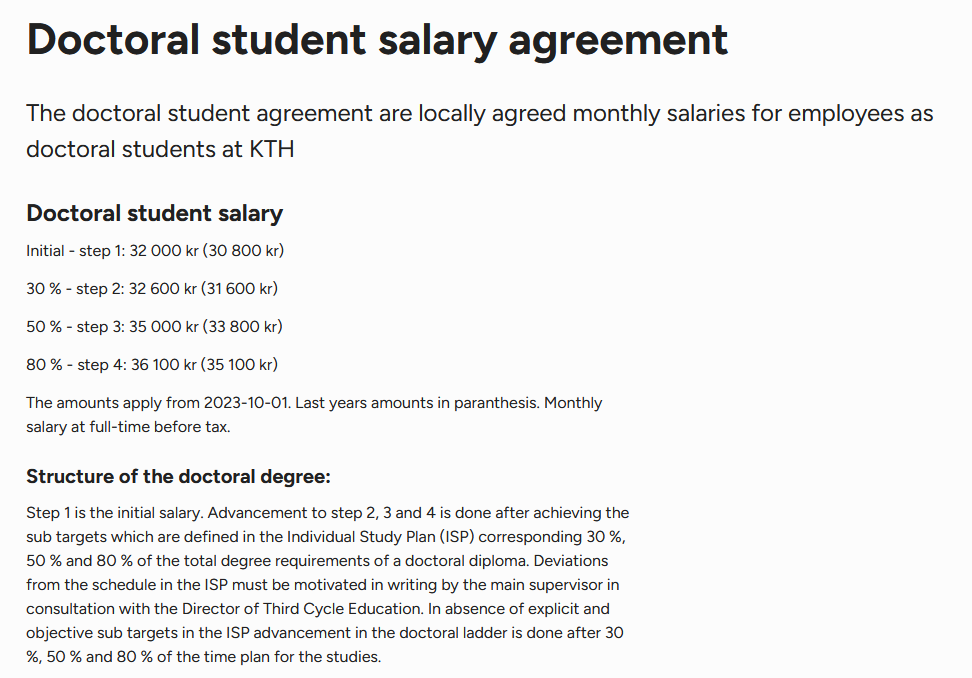 Doctoral student salary agreement
The doctoral student agreement are locally agreed monthly salaries for employees as
doctoral students at KTH
Doctoral student salary
Initial - step 1: 32 000 kr (30 800 kr)
30 % - step 2: 32 600 kr (31 600 kr)
50 % - step 3: 35 000 kr (33 800 kr)
80 % - step 4: 36 100 kr (35 100 kr)
The amounts apply from 2023-10-01. Last years amounts in paranthesis. Monthly
salary at full-time before tax.
Structure of the doctoral degree:
Step 1 is the initial salary. Advancement to step 2, 3 and 4 is done after achieving the
sub targets which are defined in the Individual Study Plan (ISP) corresponding 30 %,
50 % and 80 % of the total degree requirements of a doctoral diploma. Deviations
from the schedule in the ISP must be motivated in writing by the main supervisor in
consultation with the Director of Third Cycle Education. In absence of explicit and
objective sub targets in the ISP advancement in the doctoral ladder is done after 30
%, 50 % and 80 % of the time plan for the studies.